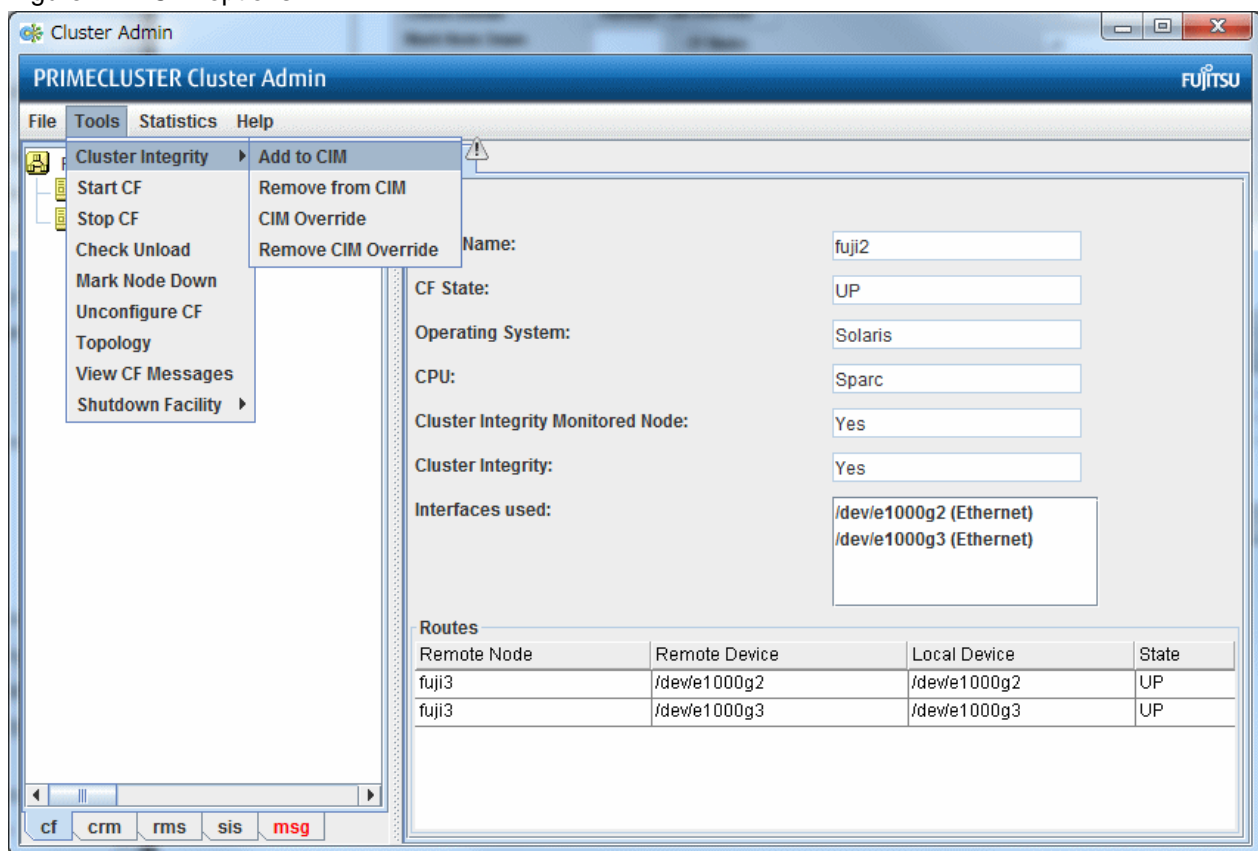 Cluster Admin
PRIMECLUSTER Cluster Admin
FUJITSU
File Tools Statistics Help
Cluster Integrity
Start CF
Stop CF
Check Unload
Mark Node Down
Unconfigure CF
Topology
View CF Messages
Shutdown Facility
Add to CIM
Remove from CIM
CIM Override
Remove CIM Override
Name: fuji2
CF State: UP
Operating System: Solaris
CPU: Sparc
Cluster Integrity Monitored Node: Yes
Cluster Integrity: Yes
Interfaces used: /dev/e1000g2 (Ethernet)
/dev/e1000g3 (Ethernet)
Routes
Remote Node Remote Device Local Device State
fuji3 /dev/e1000g2 /dev/e1000g2 UP
fuji3 /dev/e1000g3 /dev/e1000g3 UP
cf crm rms sis msg